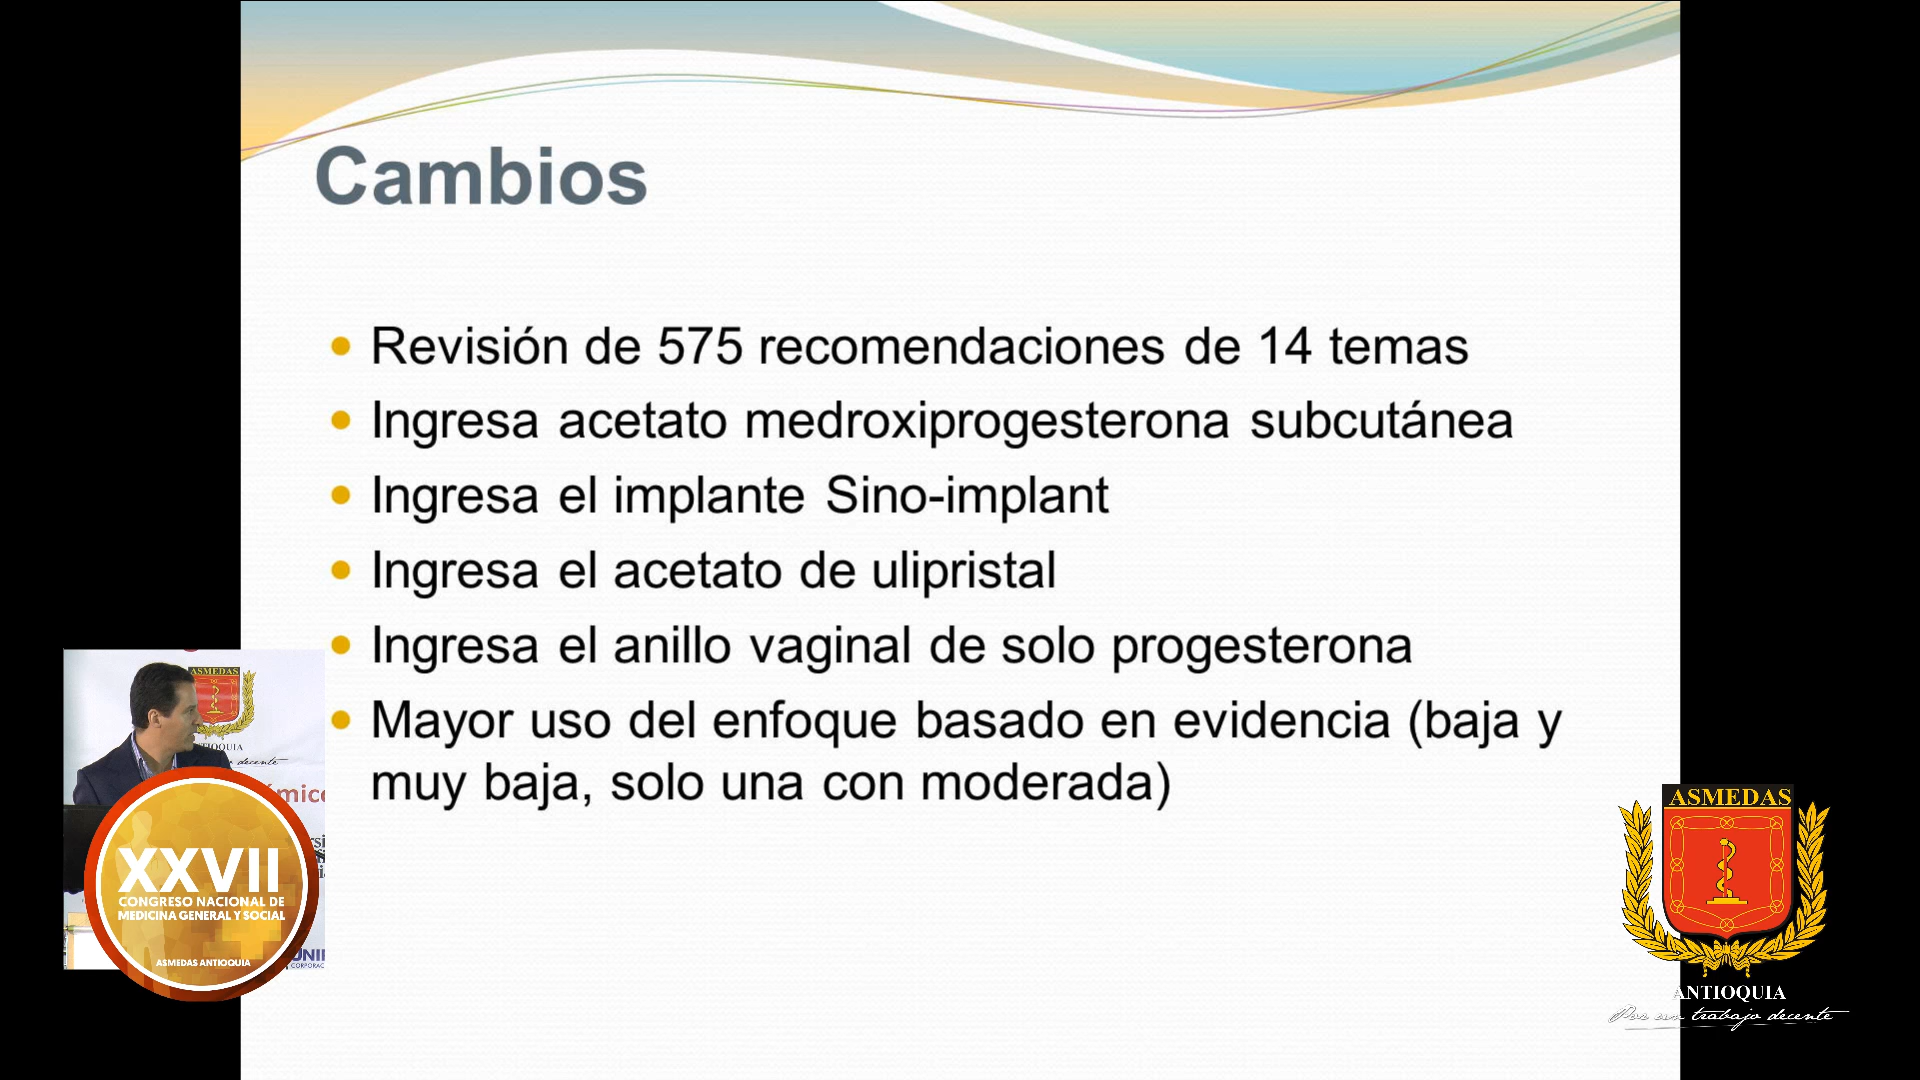 Cambios
Revisión de 575 recomendaciones de 14 temas
Ingresa acetato medroxiprogesterona subcutánea
Ingresa el implante Sino-implant
Ingresa el acetato de ulipristal
Ingresa el anillo vaginal de solo progesterona
Mayor uso del enfoque basado en evidencia (baja y
muy baja, solo una con moderada)
ASMEDAS
XXVII
CONGRESO NACIONAL DE
MEDICINA GENERAL Y SOCIAL
ASMEDAS ANTIOQUIA
ASMEDAS
ANTIOQUIA
Por un trabajo decente